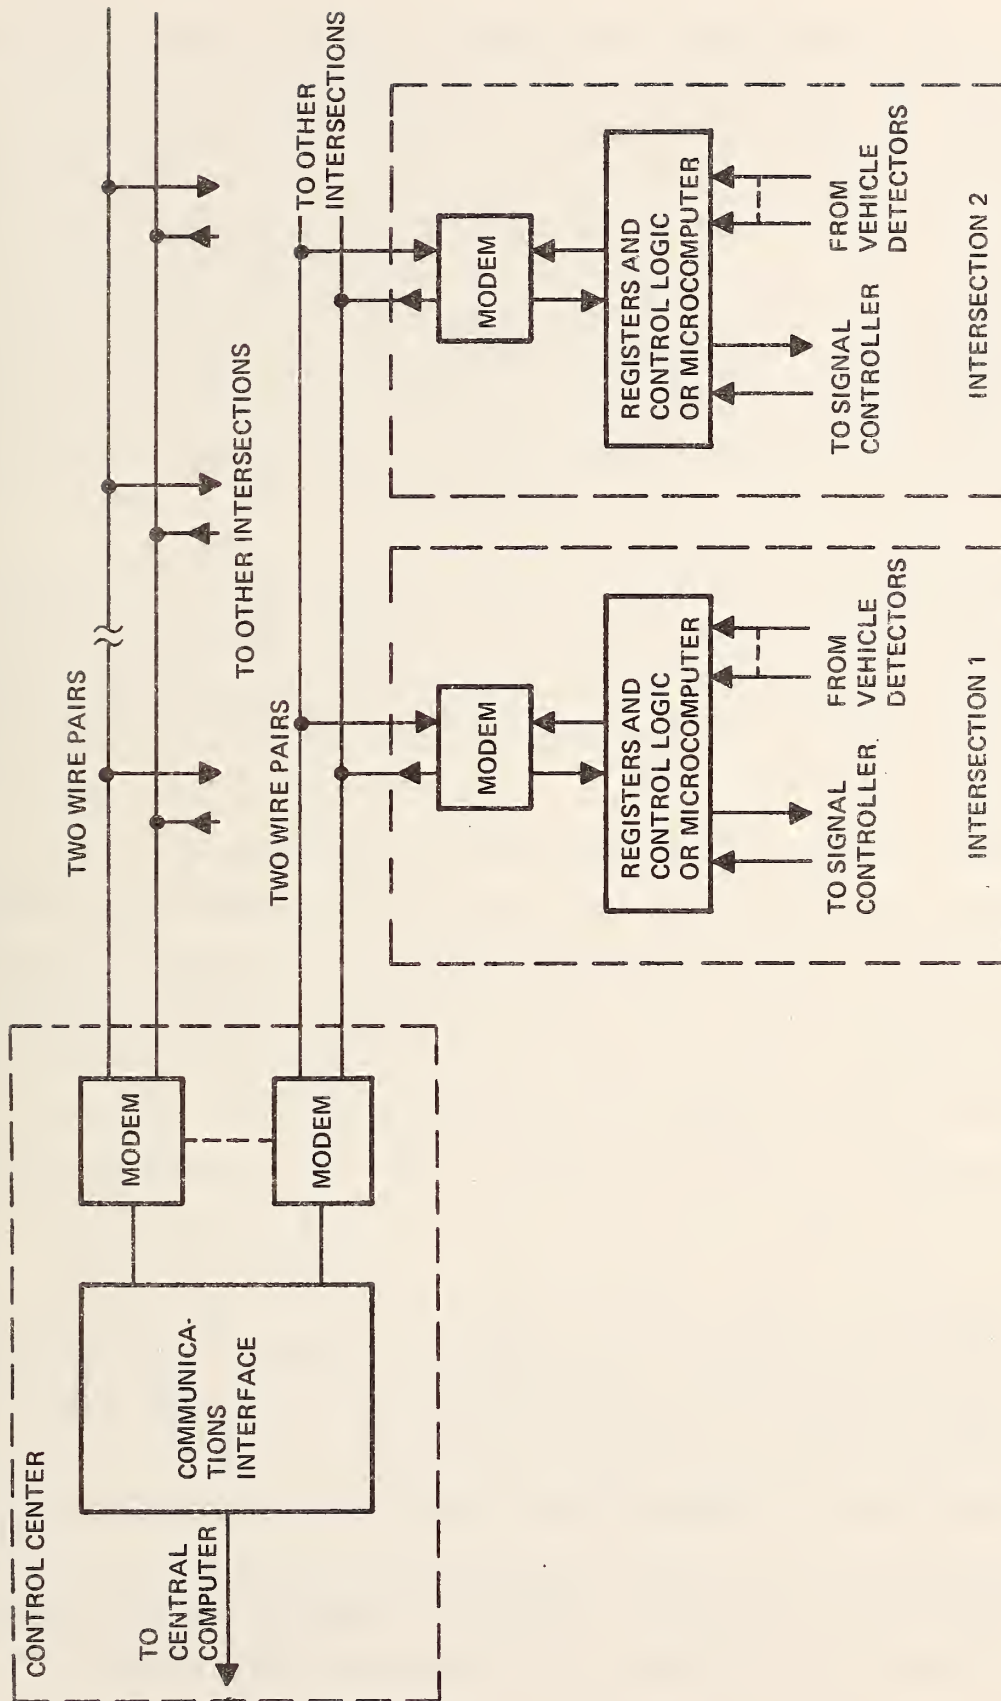 CONTROL CENTER
TO
CENTRAL
COMPUTER
COMMUNICA-
TIONS
INTERFACE
MODEM
MODEM
TWO WIRE PAIRS
TO OTHER INTERSECTIONS
TWO WIRE PAIRS
TO OTHER
INTERSECTIONS
MODEM
REGISTERS AND
CONTROL LOGIC
OR MICROCOMPUTER
TO SIGNAL
CONTROLLER
FROM
VEHICLE
DETECTORS
INTERSECTION 1
MODEM
REGISTERS AND
CONTROL LOGIC
OR MICROCOMPUTER
TO SIGNAL
CONTROLLER
FROM
VEHICLE
DETECTORS
INTERSECTION 2